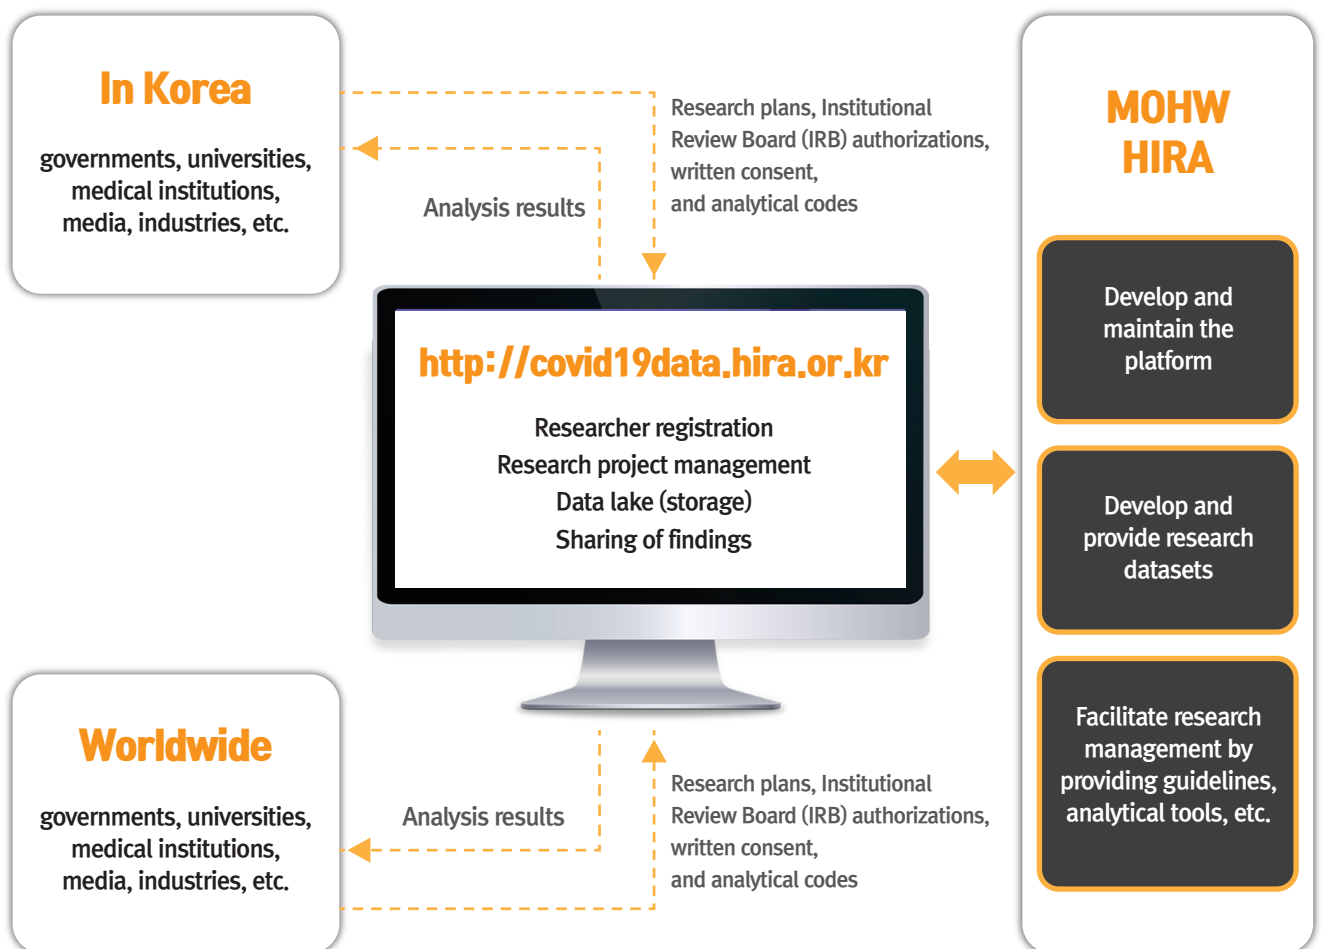 In Korea
governments, universities,
medical institutions,
media, industries, etc.
Analysis results
Research plans, Institutional
Review Board (IRB) authorizations,
written consent,
and analytical codes
http://covid19data.hira.or.kr
Researcher registration
Research project management
Data lake (storage)
Sharing of findings
Worldwide
governments, universities,
medical institutions,
media, industries, etc.
Analysis results
Research plans, Institutional
Review Board (IRB) authorizations,
written consent,
and analytical codes
MOHW
HIRA
Develop and
maintain the
platform
Develop and
provide research
datasets
Facilitate research
management by
providing guidelines,
analytical tools, etc.